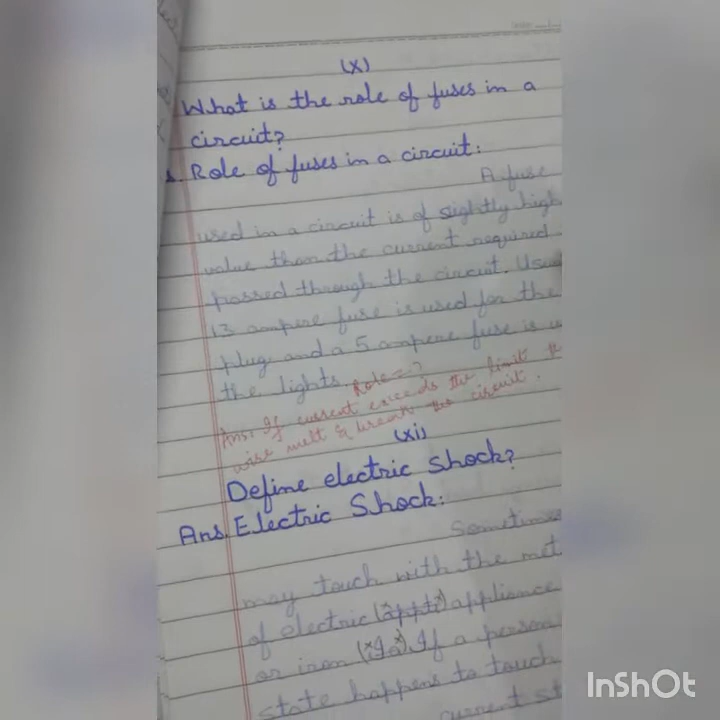 (x)
What is the role of fuses in a
circuit?
Role of fuses in a circuit:
A fuse
used in a circuit is of slightly high
value than the current required
passed through the circuit. Usua
13 ampere fuse is used for the
plug and a 5 ampere fuse is u
the lights.
Role = ?
Ans: If current exceeds the limit th
wire melt & break the circuit.
(xi)
Define electric shock?
Ans. Electric Shock:
Sometimes
may touch with the met
of electric appliance
or iron If a person
state happens to touch
current st
InShOt